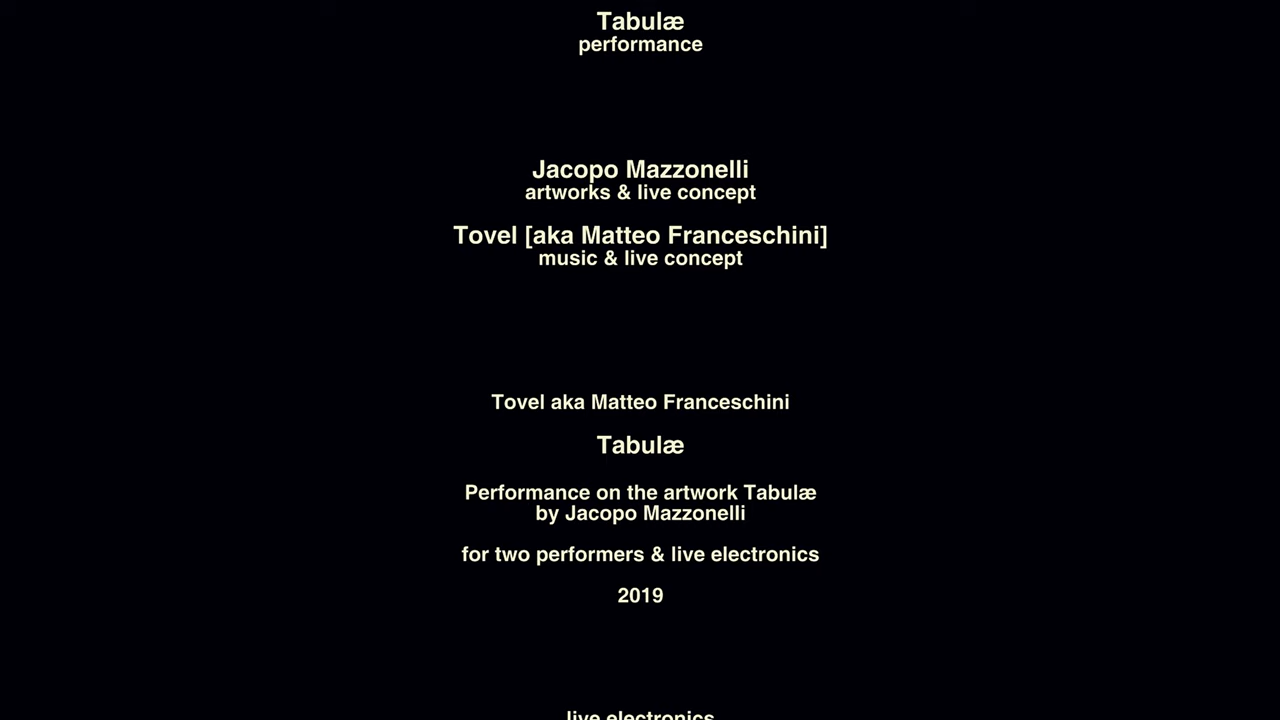 Tabulæ
performance
Jacopo Mazzonelli
artworks & live concept
Tovel [aka Matteo Franceschini]
music & live concept
Tovel aka Matteo Franceschini
Tabulæ
Performance on the artwork Tabulæ
by Jacopo Mazzonelli
for two performers & live electronics
2019
live electronics